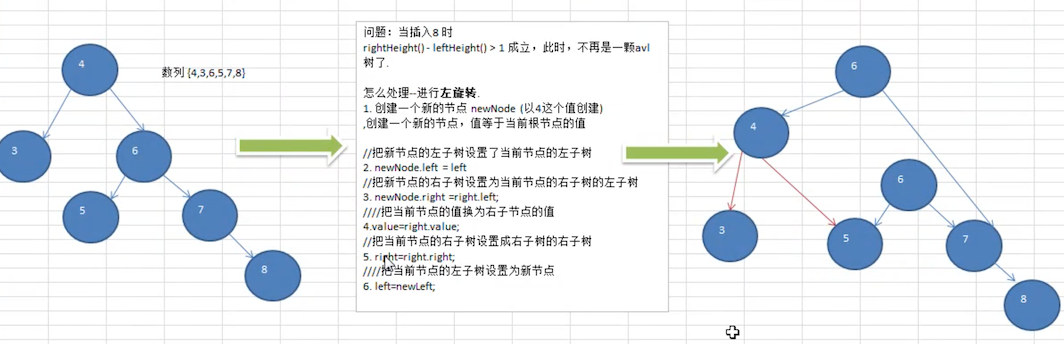 4
3
6
5
7
8
数列 {4,3,6,5,7,8}
问题：当插入8 时
rightHeight() - leftHeight() > 1 成立，此时，不再是一颗avl
树了.
怎么处理--进行左旋转.
1. 创建一个新的节点 newNode (以4这个值创建)
,创建一个新的节点，值等于当前根节点的值
//把新节点的左子树设置了当前节点的左子树
2. newNode.left = left
//把新节点的右子树设置为当前节点的右子树的左子树
3. newNode.right =right.left;
////把当前节点的值换为右子节点的值
4.value=right.value;
//把当前节点的右子树设置成右子树的右子树
5. right=right.right;
////把当前节点的左子树设置为新节点
6. left=newLeft;
6
4
6
3
5
7
8